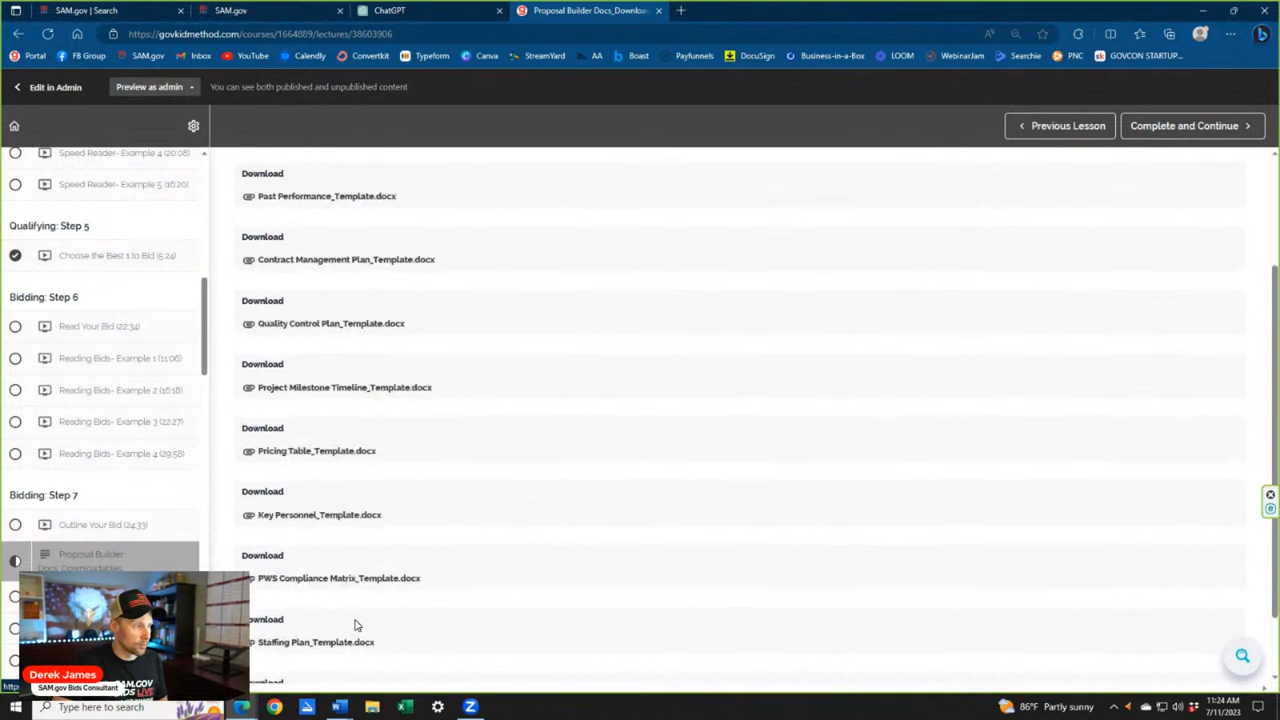 SAM.gov | Search
SAM.gov
ChatGPT
Proposal Builder Docs_Downloa
https://govkidmethod.com/courses/1664889/lectures/38603906
Portal
FB Group
SAM.gov
Inbox
YouTube
Calendly
Convertkit
Typeform
Canva
StreamYard
AA
Boast
Payfunnels
DocuSign
Business-in-a-Box
LOOM
WebinarJam
Searchie
PNC
GOVCON STARTUP...
Edit in Admin
Preview as admin
You can see both published and unpublished content
Previous Lesson
Complete and Continue
Speed Reader- Example 4 (20:08)
Speed Reader- Example 5 (16:20)
Qualifying: Step 5
Choose the Best 1 to Bid (5:24)
Bidding: Step 6
Read Your Bid (22:34)
Reading Bids- Example 1 (11:06)
Reading Bids- Example 2 (16:18)
Reading Bids- Example 3 (22:27)
Reading Bids- Example 4 (29:58)
Bidding: Step 7
Outline Your Bid (24:33)
Proposal Builder
Docs_Downloadables
Download
Past Performance_Template.docx
Download
Contract Management Plan_Template.docx
Download
Quality Control Plan_Template.docx
Download
Project Milestone Timeline_Template.docx
Download
Pricing Table_Template.docx
Download
Key Personnel_Template.docx
Download
PWS Compliance Matrix_Template.docx
ownload
Staffing Plan_Template.docx
Derek James
SAM.gov Bids Consultant
SAM.GOV
BIDS LIVE
Type here to search
86°F Partly sunny
11:24 AM
7/11/2023